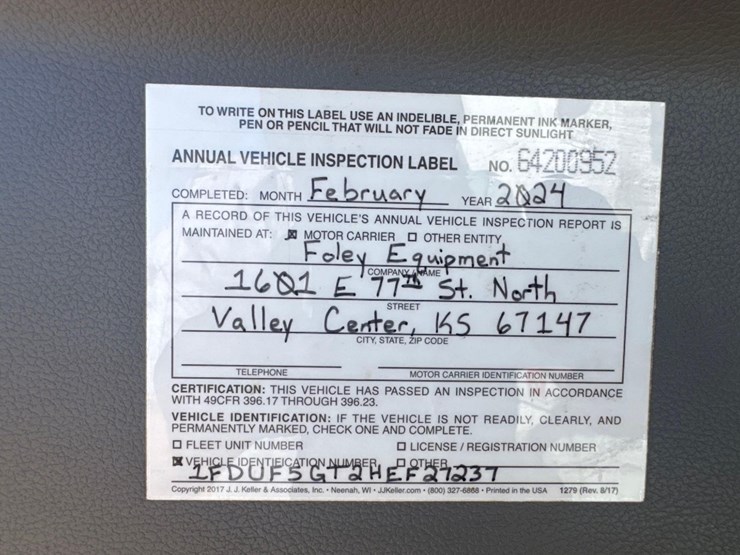 TO WRITE ON THIS LABEL USE AN INDELIBLE, PERMANENT INK MARKER,
PEN OR PENCIL THAT WILL NOT FADE IN DIRECT SUNLIGHT
ANNUAL VEHICLE INSPECTION LABEL NO. 64200952
COMPLETED: MONTH February YEAR 2024
A RECORD OF THIS VEHICLE'S ANNUAL VEHICLE INSPECTION REPORT IS
MAINTAINED AT: ☒ MOTOR CARRIER ☐ OTHER ENTITY
Foley Equipment
COMPANY NAME
1601 E 77th St. North
STREET
Valley Center, KS 67147
CITY, STATE, ZIP CODE
TELEPHONE MOTOR CARRIER IDENTIFICATION NUMBER
CERTIFICATION: THIS VEHICLE HAS PASSED AN INSPECTION IN ACCORDANCE
WITH 49CFR 396.17 THROUGH 396.23.
VEHICLE IDENTIFICATION: IF THE VEHICLE IS NOT READILY, CLEARLY, AND
PERMANENTLY MARKED, CHECK ONE AND COMPLETE.
☐ FLEET UNIT NUMBER ☐ LICENSE / REGISTRATION NUMBER
☒ VEHICLE IDENTIFICATION NUMBER ☐ OTHER
1FDUF5GT2HEF27237
Copyright 2017 J. J. Keller & Associates, Inc. • Neenah, WI • JJKeller.com • (800) 327-6868 • Printed in the USA 1279 (Rev. 8/17)